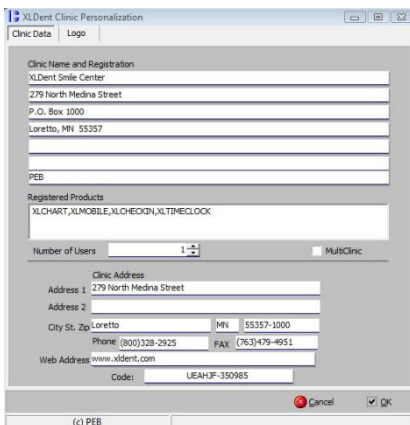 XLDent Clinic Personalization
Clinic Data Logo
Clinic Name and Registration
XLDent Smile Center
279 North Medina Street
P.O. Box 1000
Loretto, MN 55357
PEB
Registered Products
XLCHART,XLMOBILE,XLCHECKIN,XLTIMECLOCK
Number of Users 1 MultiClinic
Clinic Address
Address 1 279 North Medina Street
Address 2
City St. Zip Loretto MN 55357-1000
Phone (800)328-2925 FAX (763)479-4951
Web Address www.xldent.com
Code: UEAHJF-350985
Cancel OK
(c) PEB